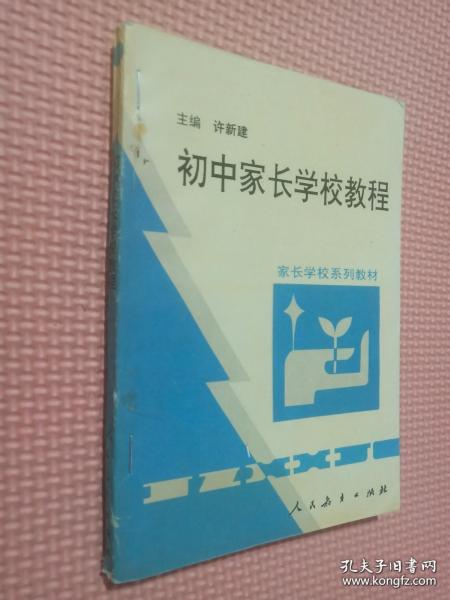 主编 许新建
初中家长学校教程
家长学校系列教材
人民教育出版社
孔夫子旧书网
www.kongfz.com